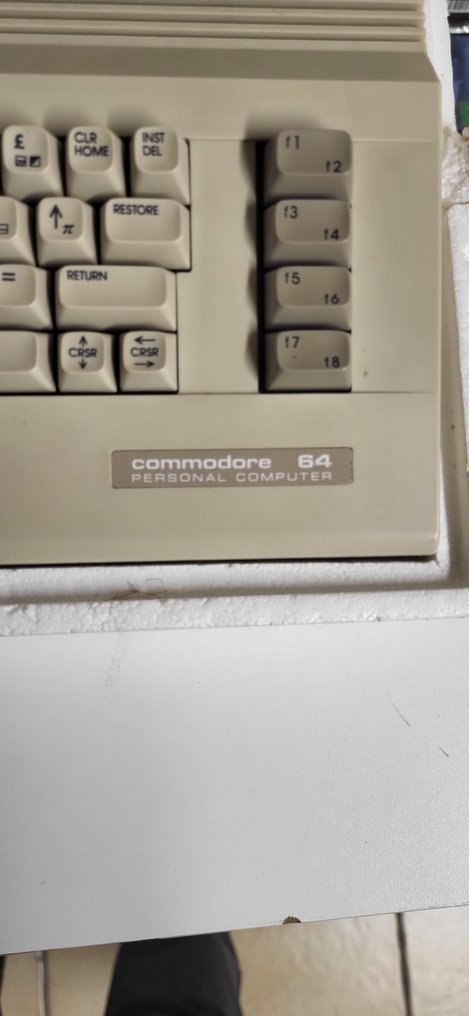 £ CLR HOME INST DEL f1 f2
↑ π RESTORE f3 f4
= RETURN f5 f6
↑ CRSR ↓ ← CRSR → f7 f8
commodore 64
PERSONAL COMPUTER